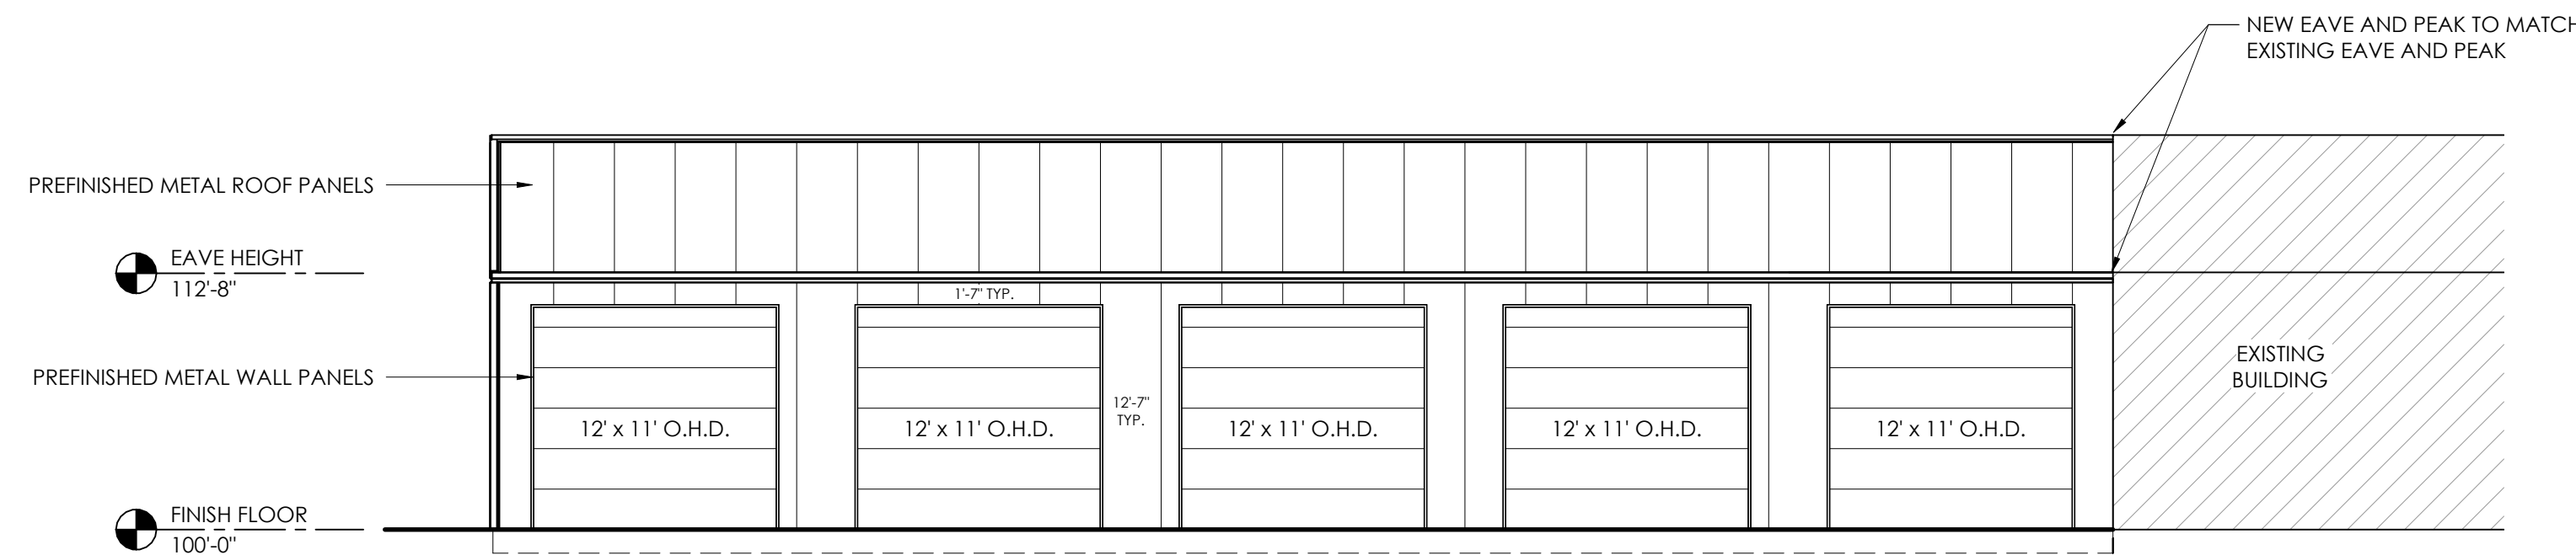 NEW EAVE AND PEAK TO MATCH
EXISTING EAVE AND PEAK
PREFINISHED METAL ROOF PANELS
EAVE HEIGHT
112'-8"
1'-7" TYP.
PREFINISHED METAL WALL PANELS
EXISTING
BUILDING
12'-7"
TYP.
12' x 11' O.H.D.
12' x 11' O.H.D.
12' x 11' O.H.D.
12' x 11' O.H.D.
12' x 11' O.H.D.
FINISH FLOOR
100'-0"